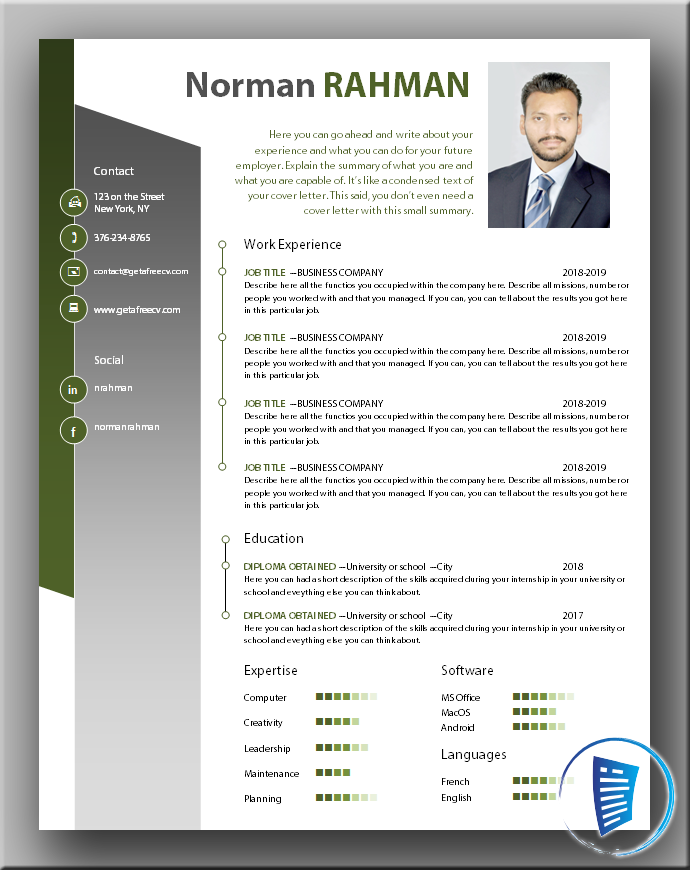 Norman RAHMAN
Here you can go ahead and write about your
experience and what you can do for your future
employer. Explain the summary of what you are and
what you are capable of. It's like a condensed text of
your cover letter. This said, you don't even need a
cover letter with this small summary.
Contact
123 on the Street
New York, NY
376-234-8765
contact@getafreecv.com
www.getafreecv.com
Social
in
nrahman
f
normanrahman
Work Experience
JOB TITLE —BUSINESS COMPANY 2018-2019
Describe here all the functios you occupied within the company here. Describe all missions, number or
people you worked with and that you managed. If you can, you can tell about the results you got here
in this particular job.
JOB TITLE —BUSINESS COMPANY 2018-2019
Describe here all the functios you occupied within the company here. Describe all missions, number or
people you worked with and that you managed. If you can, you can tell about the results you got here
in this particular job.
JOB TITLE —BUSINESS COMPANY 2018-2019
Describe here all the functios you occupied within the company here. Describe all missions, number or
people you worked with and that you managed. If you can, you can tell about the results you got here
in this particular job.
JOB TITLE —BUSINESS COMPANY 2018-2019
Describe here all the functios you occupied within the company here. Describe all missions, number or
people you worked with and that you managed. If you can, you can tell about the results you got here
in this particular job.
Education
DIPLOMA OBTAINED —University or school —City 2018
Here you can had a short description of the skills acquired during your internship in your university or
school and eveything else you can think about.
DIPLOMA OBTAINED —University or school —City 2017
Here you can had a short description of the skills acquired during your internship in your university or
school and eveything else you can think about.
Expertise
Computer
Creativity
Leadership
Maintenance
Planning
Software
MS Office
MacOS
Android
Languages
French
English